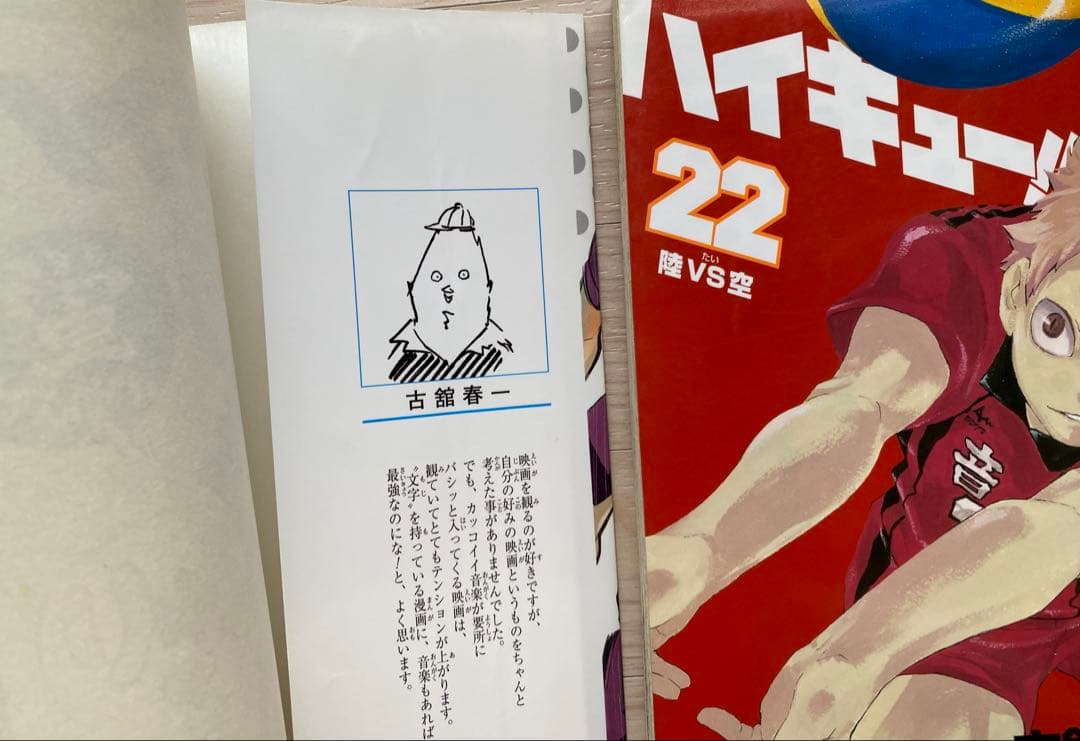 古舘春一
映画を観るのが好きですが、
自分の好みの映画というものをちゃんと
考えた事がありませんでした。
でも、カッコイイ音楽が要所に
バシッと入ってくる映画は、
観ていてとてもテンションが上がります。
〝文字〟を持っている漫画に、音楽もあれば
最強なのにな!と、よく思います。
ハイキュー!!
22
陸VS空
音